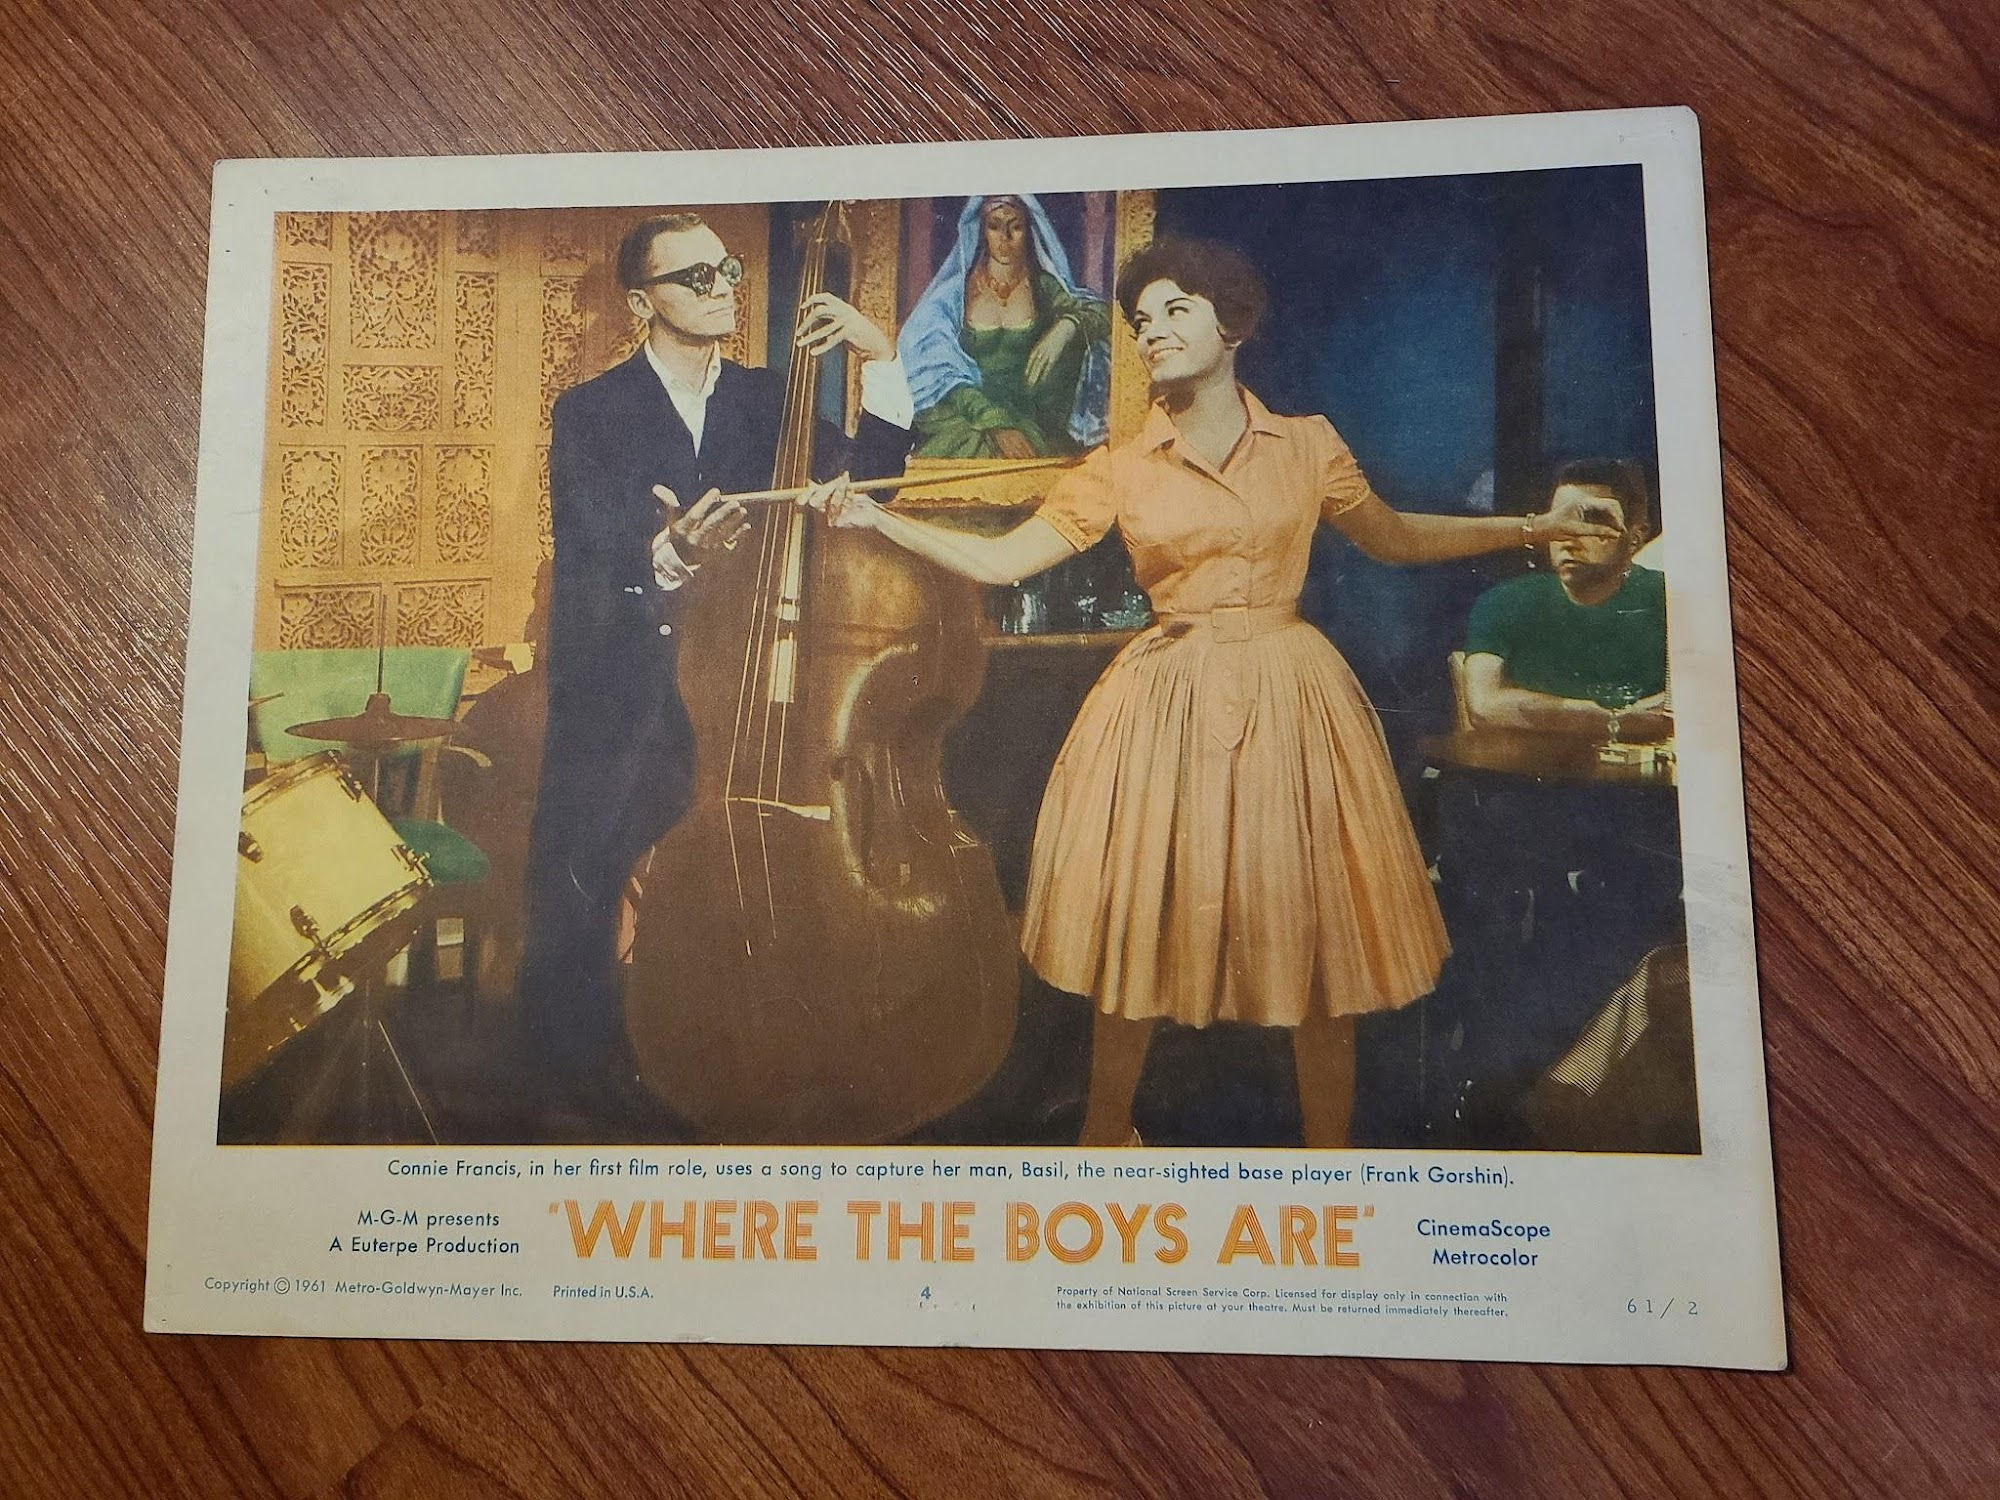 Connie Francis, in her first film role, uses a song to capture her man, Basil, the near-sighted base player (Frank Gorshin).
M-G-M presents
A Euterpe Production
"WHERE THE BOYS ARE"
CinemaScope
Metrocolor
Copyright © 1961 Metro-Goldwyn-Mayer Inc.
Printed in U.S.A.
4
Property of National Screen Service Corp. Licensed for display only in connection with
the exhibition of this picture at your theatre. Must be returned immediately thereafter.
61/2